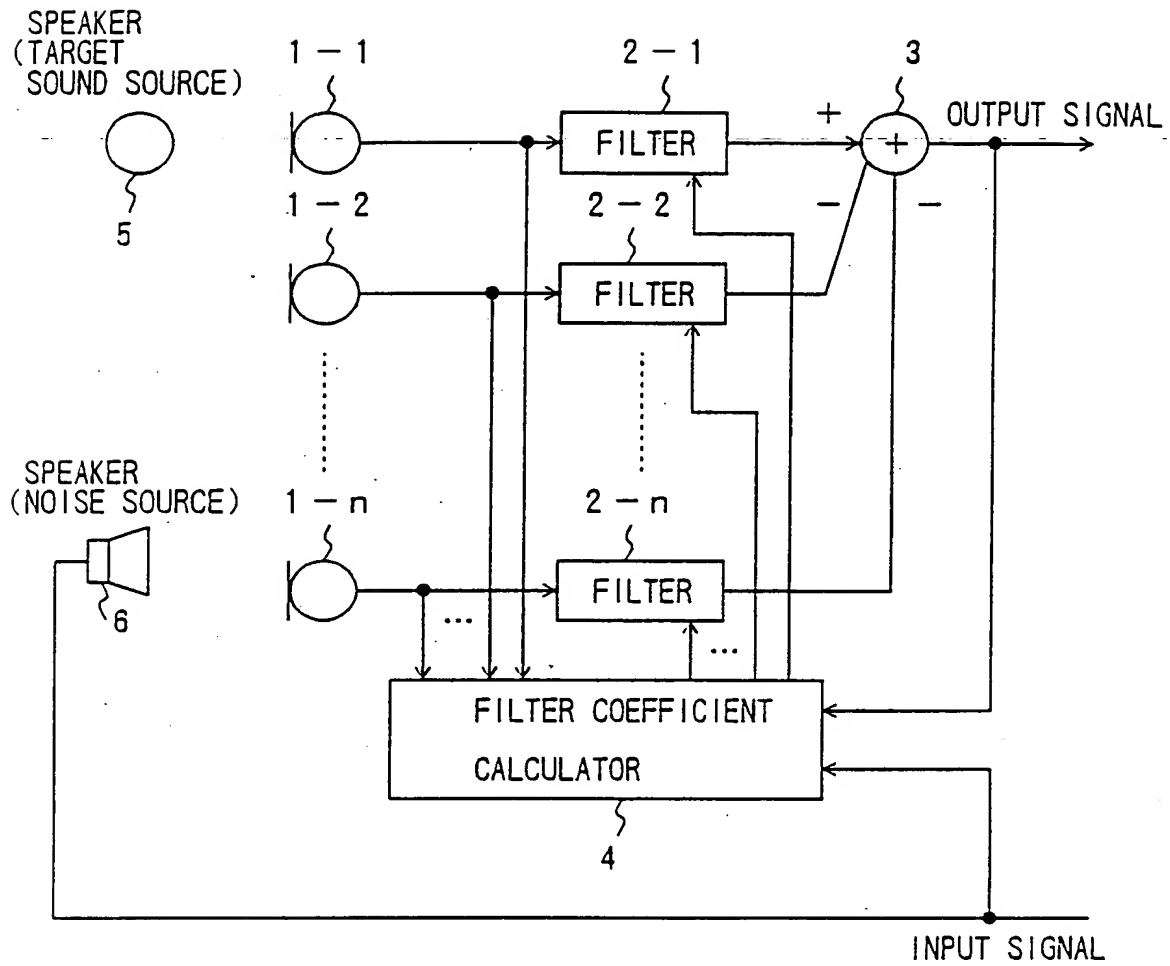 SPEAKER
(TARGET
SOUND SOURCE)
1 - 1
2 - 1
3
+
OUTPUT SIGNAL
FILTER
+
5
1 - 2
2 - 2
-
-
FILTER
SPEAKER
(NOISE SOURCE)
1 - n
2 - n
FILTER
6
...
...
FILTER COEFFICIENT
CALCULATOR
4
INPUT SIGNAL